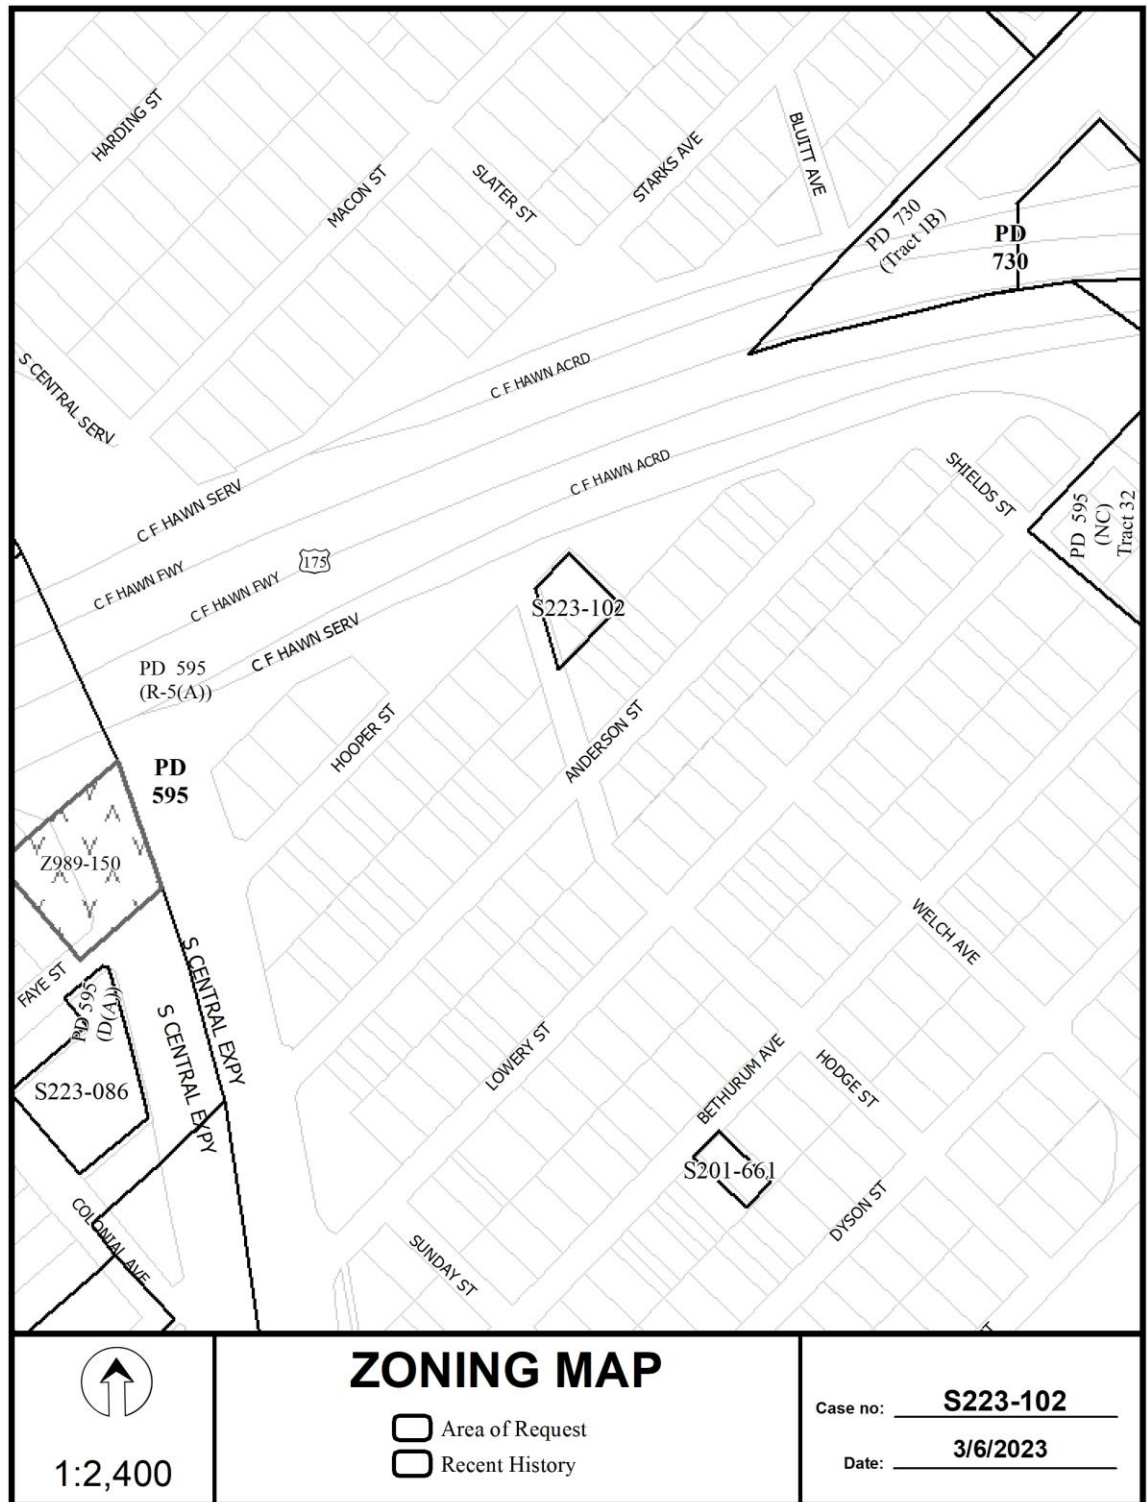 HARDING ST
MACON ST
SLATER ST
STARKS AVE
BLUITT AVE
PD 730
(Tract 1B)
PD
730
S CENTRAL SERV
C F HAWN ACRD
C F HAWN SERV
C F HAWN ACRD
SHIELDS ST
PD 595
(NC)
Tract 32
C F HAWN FWY
175
C F HAWN FWY
S223-102
C F HAWN SERV
PD 595
(R-5(A))
HOOPER ST
ANDERSON ST
PD
595
Z989-150
WELCH AVE
FAYE ST
PD 595
(D(A))
S CENTRAL EXPY
S CENTRAL EXPY
LOWERY ST
BETHURUM AVE
HODGE ST
S223-086
S201-661
COLONIAL AVE
SUNDAY ST
DYSON ST
1:2,400
ZONING MAP
Area of Request
Recent History
Case no: S223-102
Date: 3/6/2023